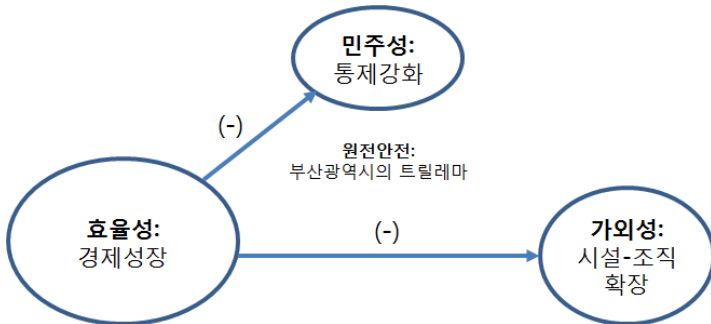 민주성:
통제강화
(-)
원전안전:
부산광역시의 트릴레마
효율성:
경제성장
(-)
가외성:
시설-조직
확장